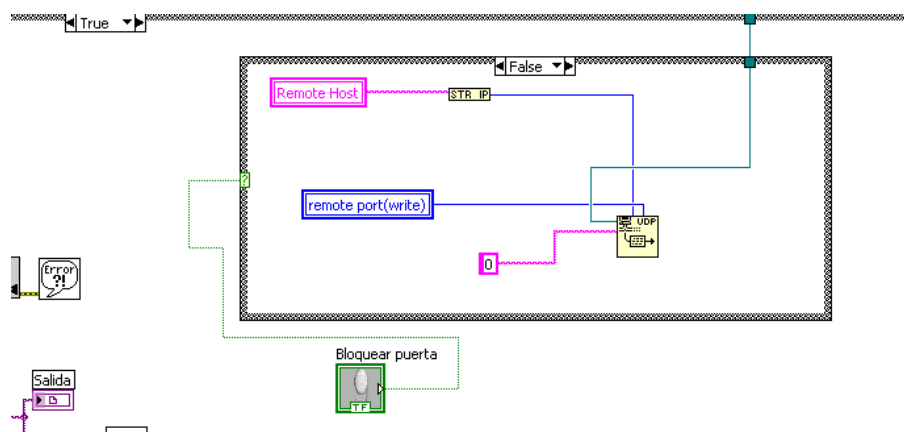 True
False
Remote Host
STR IP
?
remote port(write)
UDP
0
Error
?!
Bloquear puerta
TF
Salida